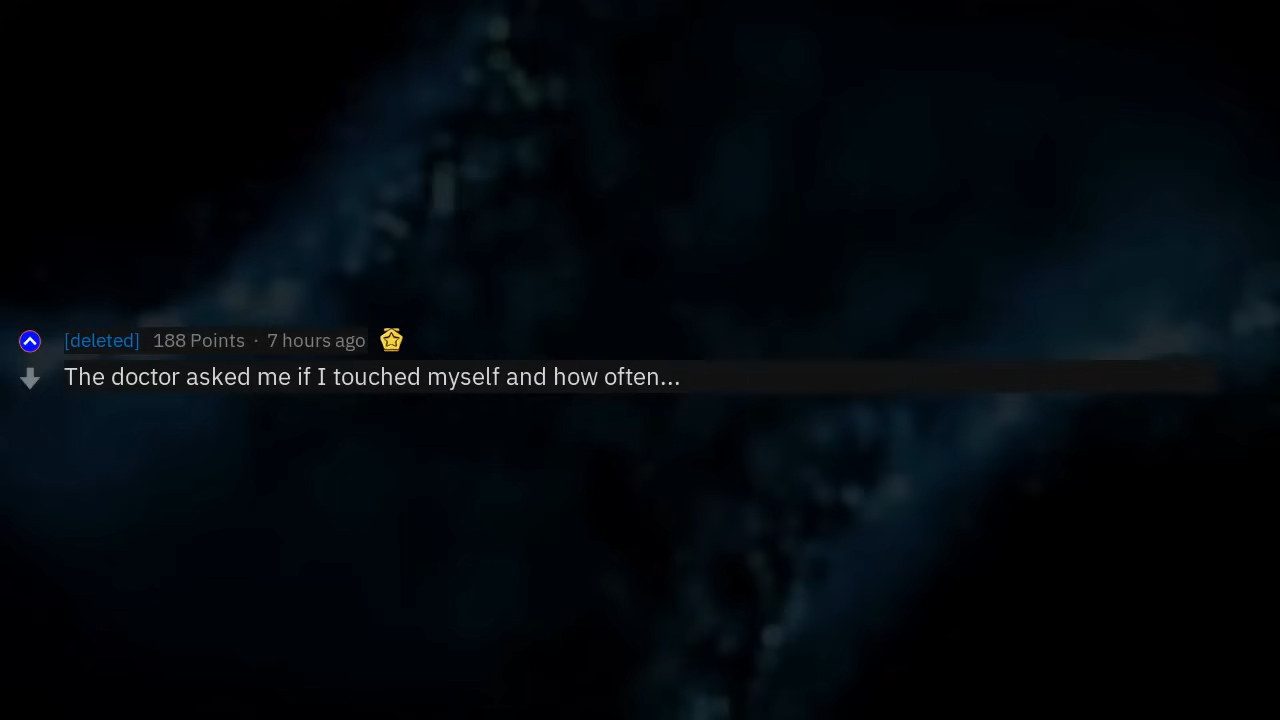 [deleted] 188 Points · 7 hours ago
The doctor asked me if I touched myself and how often...